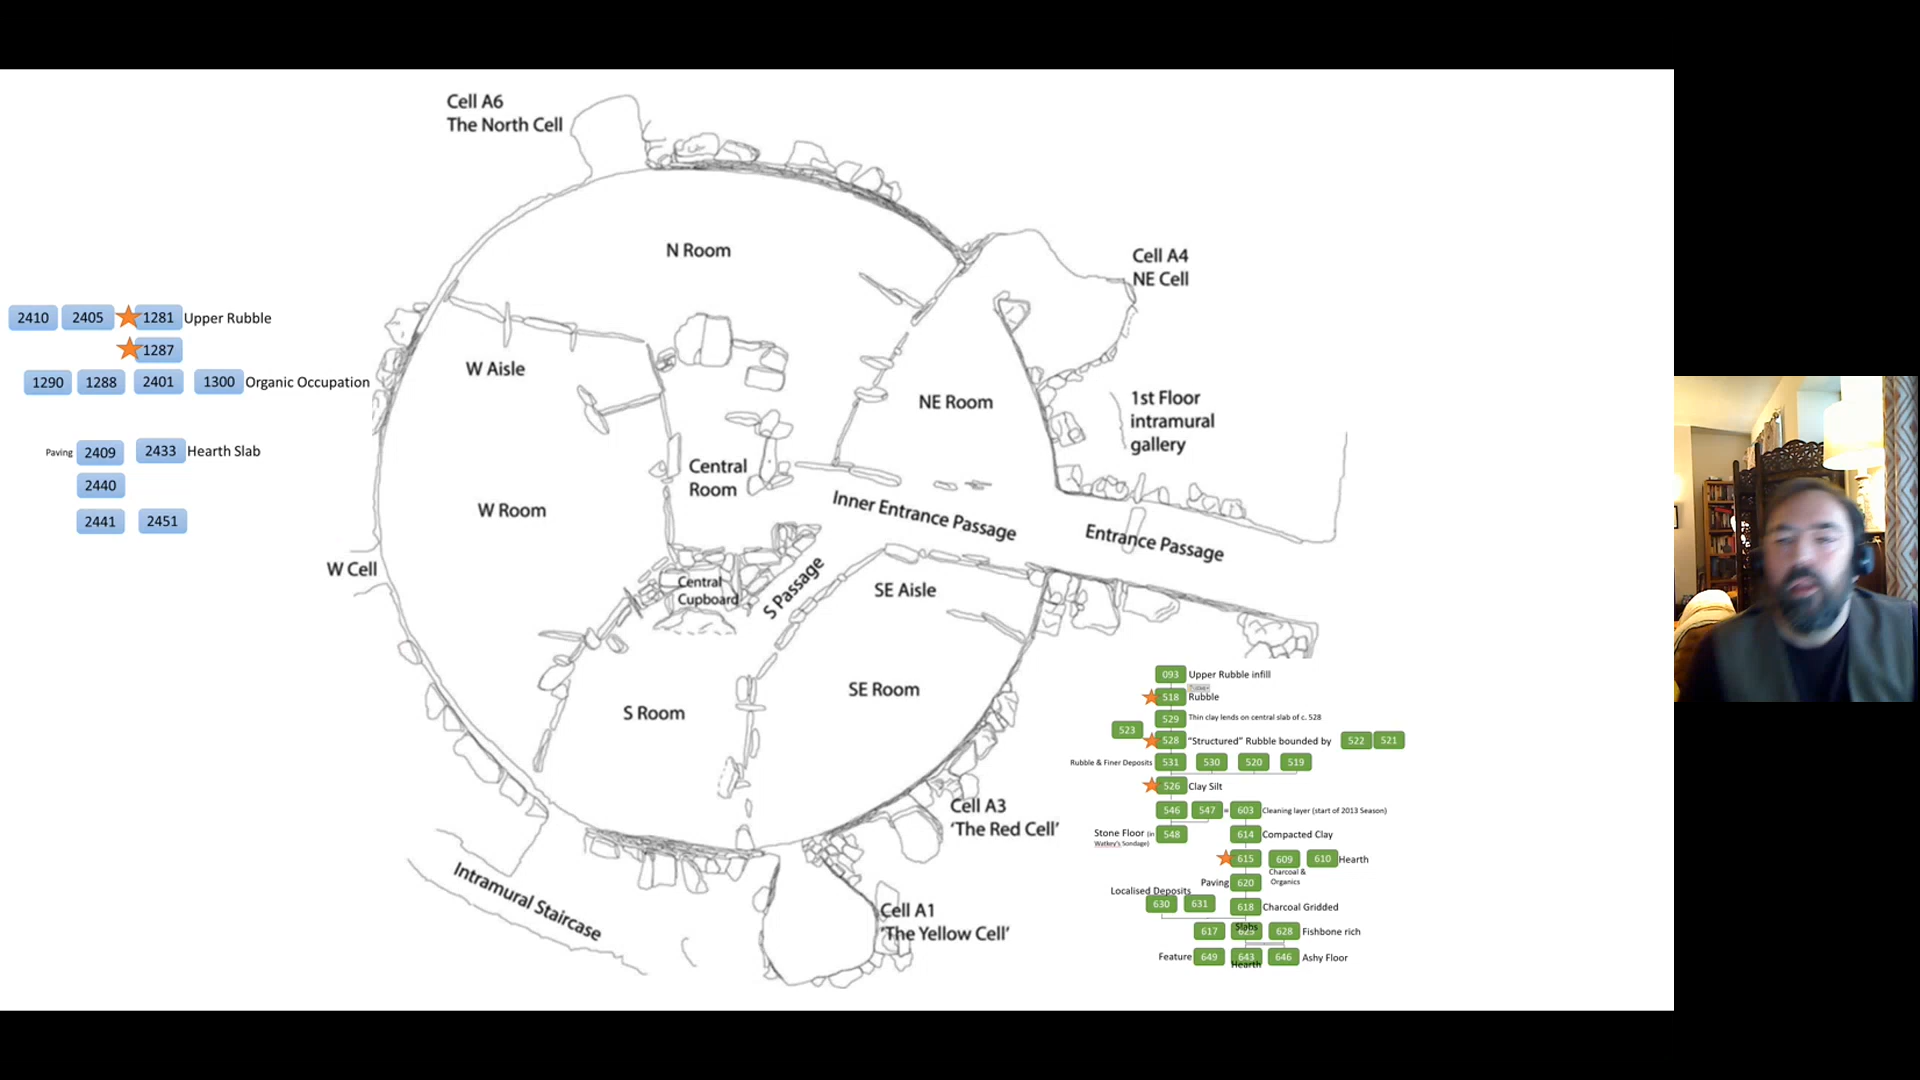 Cell A6
The North Cell
N Room
Cell A4
NE Cell
2410 2405 1281 Upper Rubble
1287
1290 1288 2401 1300 Organic Occupation
W Aisle
NE Room
1st Floor
intramural
gallery
Paving 2409 2433 Hearth Slab
2440
2441 2451
Central
Room
W Room
Inner Entrance Passage
Entrance Passage
W Cell
Central
Cupboard
S Passage
SE Aisle
SE Room
S Room
Cell A3
'The Red Cell'
Intramural Staircase
Cell A1
'The Yellow Cell'
093 Upper Rubble infill
518 Rubble
529 Thin clay lends on central slab of c. 528
523
528 "Structured" Rubble bounded by 522 521
Rubble & Finer Deposits 531 530 520 519
526 Clay Silt
546 547 = 603 Cleaning layer (start of 2013 Season)
Stone Floor (in
Watkey's Sondage)
548 614 Compacted Clay
615 609 610 Hearth
Charcoal &
Organics
Paving 620
Localised Deposits
630 631 618 Charcoal Gridded
Slabs
617 625 628 Fishbone rich
Feature 649 643 646 Ashy Floor
Hearth